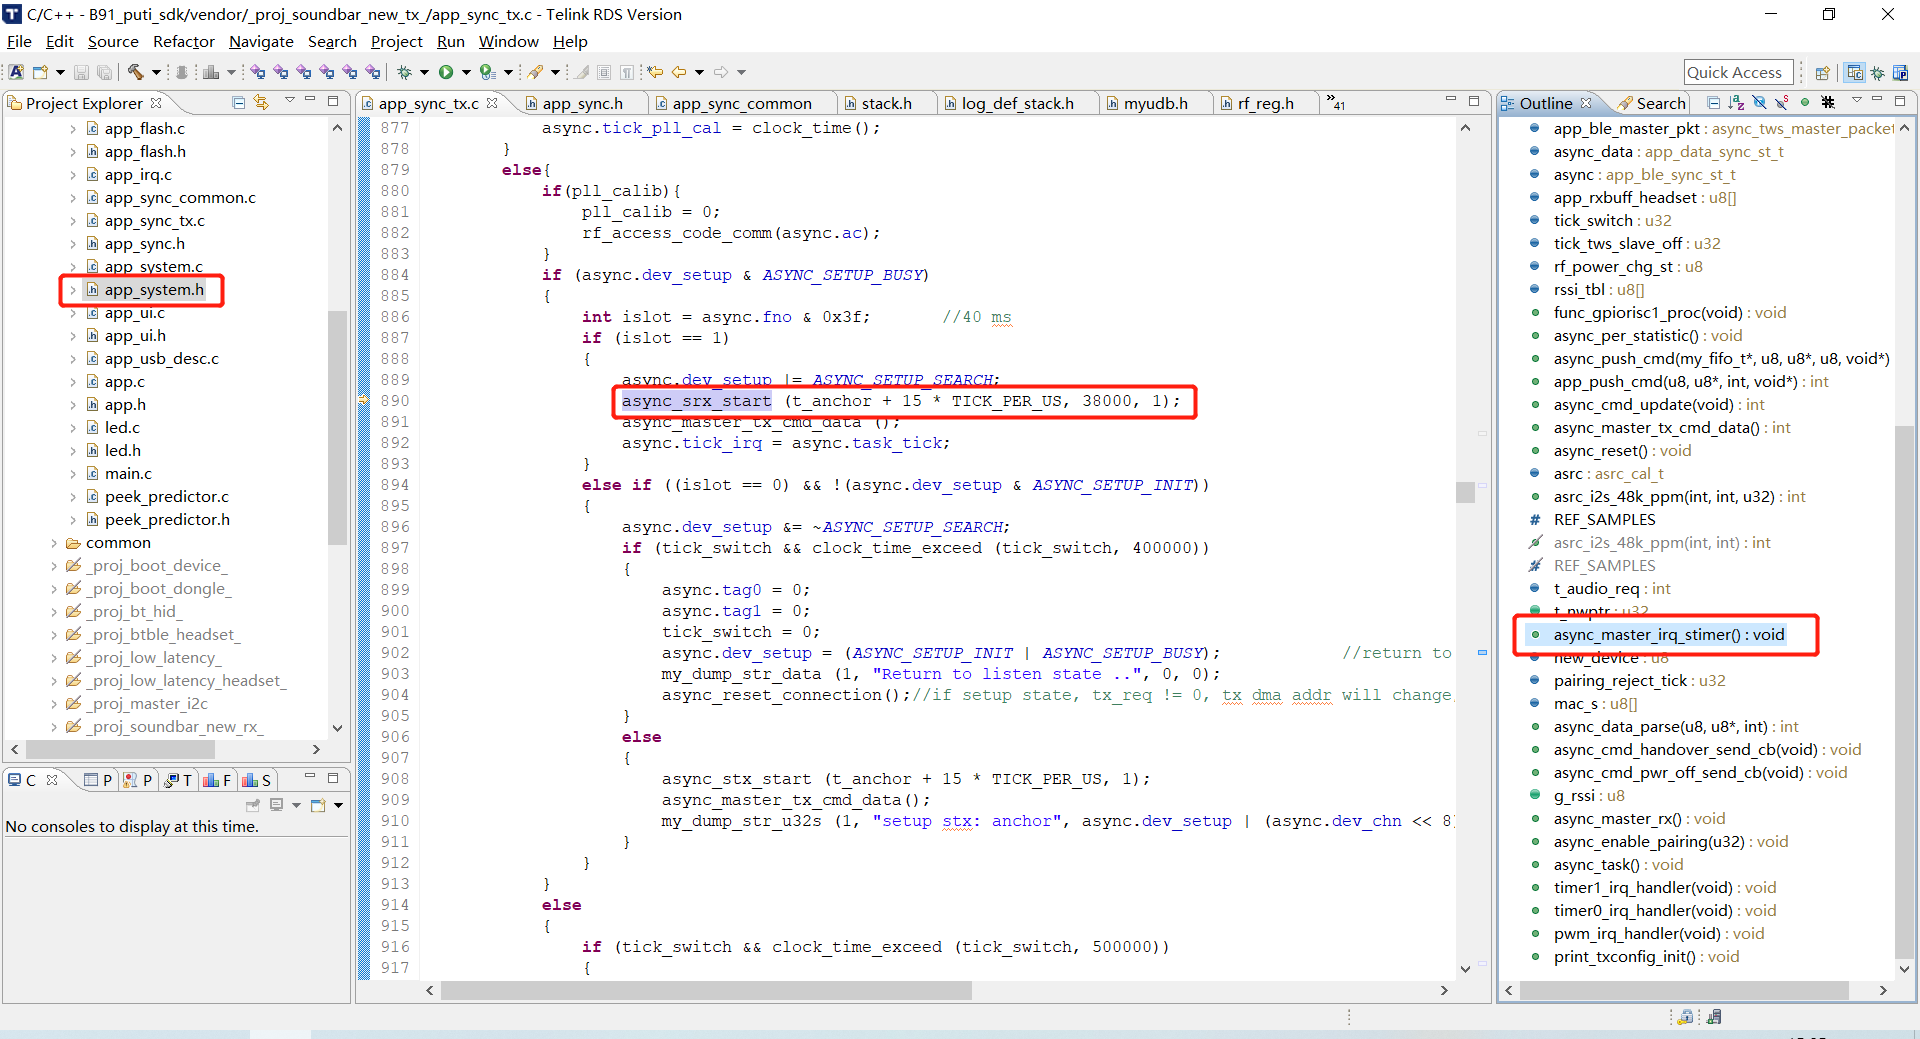 C/C++ - B91_puti_sdk/vendor/_proj_soundbar_new_tx_/app_sync_tx.c - Telink RDS Version
File Edit Source Refactor Navigate Search Project Run Window Help
Quick Access
Project Explorer
app_flash.c
app_flash.h
app_irq.c
app_sync_common.c
app_sync_tx.c
app_sync.h
app_system.c
app_system.h
app_ui.c
app_ui.h
app_usb_desc.c
app.c
app.h
led.c
led.h
main.c
peek_predictor.c
peek_predictor.h
common
_proj_boot_device_
_proj_boot_dongle_
_proj_bt_hid_
_proj_btble_headset_
_proj_low_latency_
_proj_low_latency_headset_
_proj_master_i2c
_proj_soundbar_new_rx_
C P P T F S
No consoles to display at this time.
app_sync_tx.c app_sync.h app_sync_common stack.h log_def_stack.h myudb.h rf_reg.h »41
877 async.tick_pll_cal = clock_time();
878 }
879 else{
880 if(pll_calib){
881 pll_calib = 0;
882 rf_access_code_comm(async.ac);
883 }
884 if (async.dev_setup & ASYNC_SETUP_BUSY)
885 {
886 int islot = async.fno & 0x3f; //40 ms
887 if (islot == 1)
888 {
889 async.dev_setup |= ASYNC_SETUP_SEARCH;
890 async_srx_start (t_anchor + 15 * TICK_PER_US, 38000, 1);
891 async_master_tx_cmd_data ();
892 async.tick_irq = async.task_tick;
893 }
894 else if ((islot == 0) && !(async.dev_setup & ASYNC_SETUP_INIT))
895 {
896 async.dev_setup &= ~ASYNC_SETUP_SEARCH;
897 if (tick_switch && clock_time_exceed (tick_switch, 400000))
898 {
899 async.tag0 = 0;
900 async.tag1 = 0;
901 tick_switch = 0;
902 async.dev_setup = (ASYNC_SETUP_INIT | ASYNC_SETUP_BUSY); //return to
903 my_dump_str_data (1, "Return to listen state ..", 0, 0);
904 async_reset_connection();//if setup state, tx_req != 0, tx dma addr will change,
905 }
906 else
907 {
908 async_stx_start (t_anchor + 15 * TICK_PER_US, 1);
909 async_master_tx_cmd_data();
910 my_dump_str_u32s (1, "setup stx: anchor", async.dev_setup | (async.dev_chn << 8)
911 }
912 }
913 }
914 else
915 {
916 if (tick_switch && clock_time_exceed (tick_switch, 500000))
917 {
Outline Search
app_ble_master_pkt : async_tws_master_packet
async_data : app_data_sync_st_t
async : app_ble_sync_st_t
app_rxbuff_headset : u8[]
tick_switch : u32
tick_tws_slave_off : u32
rf_power_chg_st : u8
rssi_tbl : u8[]
func_gpiorisc1_proc(void) : void
async_per_statistic() : void
async_push_cmd(my_fifo_t*, u8, u8*, u8, void*)
app_push_cmd(u8, u8*, int, void*) : int
async_cmd_update(void) : int
async_master_tx_cmd_data() : int
async_reset() : void
asrc : asrc_cal_t
asrc_i2s_48k_ppm(int, int, u32) : int
REF_SAMPLES
asrc_i2s_48k_ppm(int, int) : int
REF_SAMPLES
t_audio_req : int
t_nwptr : u32
async_master_irq_stimer() : void
new_device : u8
pairing_reject_tick : u32
mac_s : u8[]
async_data_parse(u8, u8*, int) : int
async_cmd_handover_send_cb(void) : void
async_cmd_pwr_off_send_cb(void) : void
g_rssi : u8
async_master_rx() : void
async_enable_pairing(u32) : void
async_task() : void
timer1_irq_handler(void) : void
timer0_irq_handler(void) : void
pwm_irq_handler(void) : void
print_txconfig_init() : void